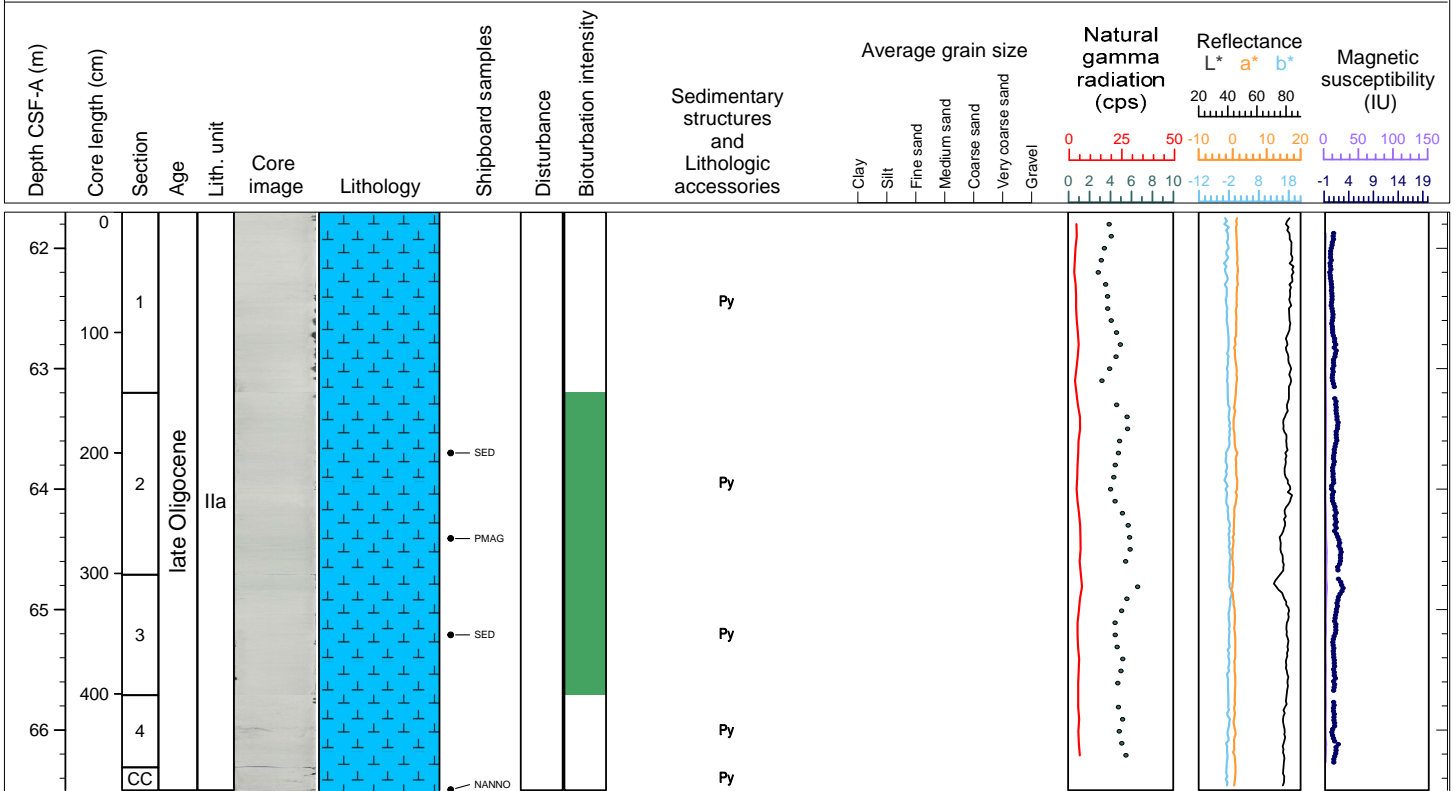 Depth CSF-A (m)
Core length (cm)
Section
Age
Lith. unit
Core
image
Lithology
Shipboard samples
Disturbance
Bioturbation intensity
Sedimentary
structures
and
Lithologic
accessories
Average grain size
Clay
Silt
Fine sand
Medium sand
Coarse sand
Very coarse sand
Gravel
Natural
gamma
radiation
(cps)
0 25 50
0 2 4 6 8 10
Reflectance
L* a* b*
20 40 60 80
-10 0 10 20
-12 -2 8 18
Magnetic
susceptibility
(IU)
0 50 100 150
-1 4 9 14 19
0
62
1
Py
100
63
200
SED
late Oligocene
IIa
2
64
Py
PMAG
300
65
3
SED
Py
400
66
4
Py
CC
Py
NANNO